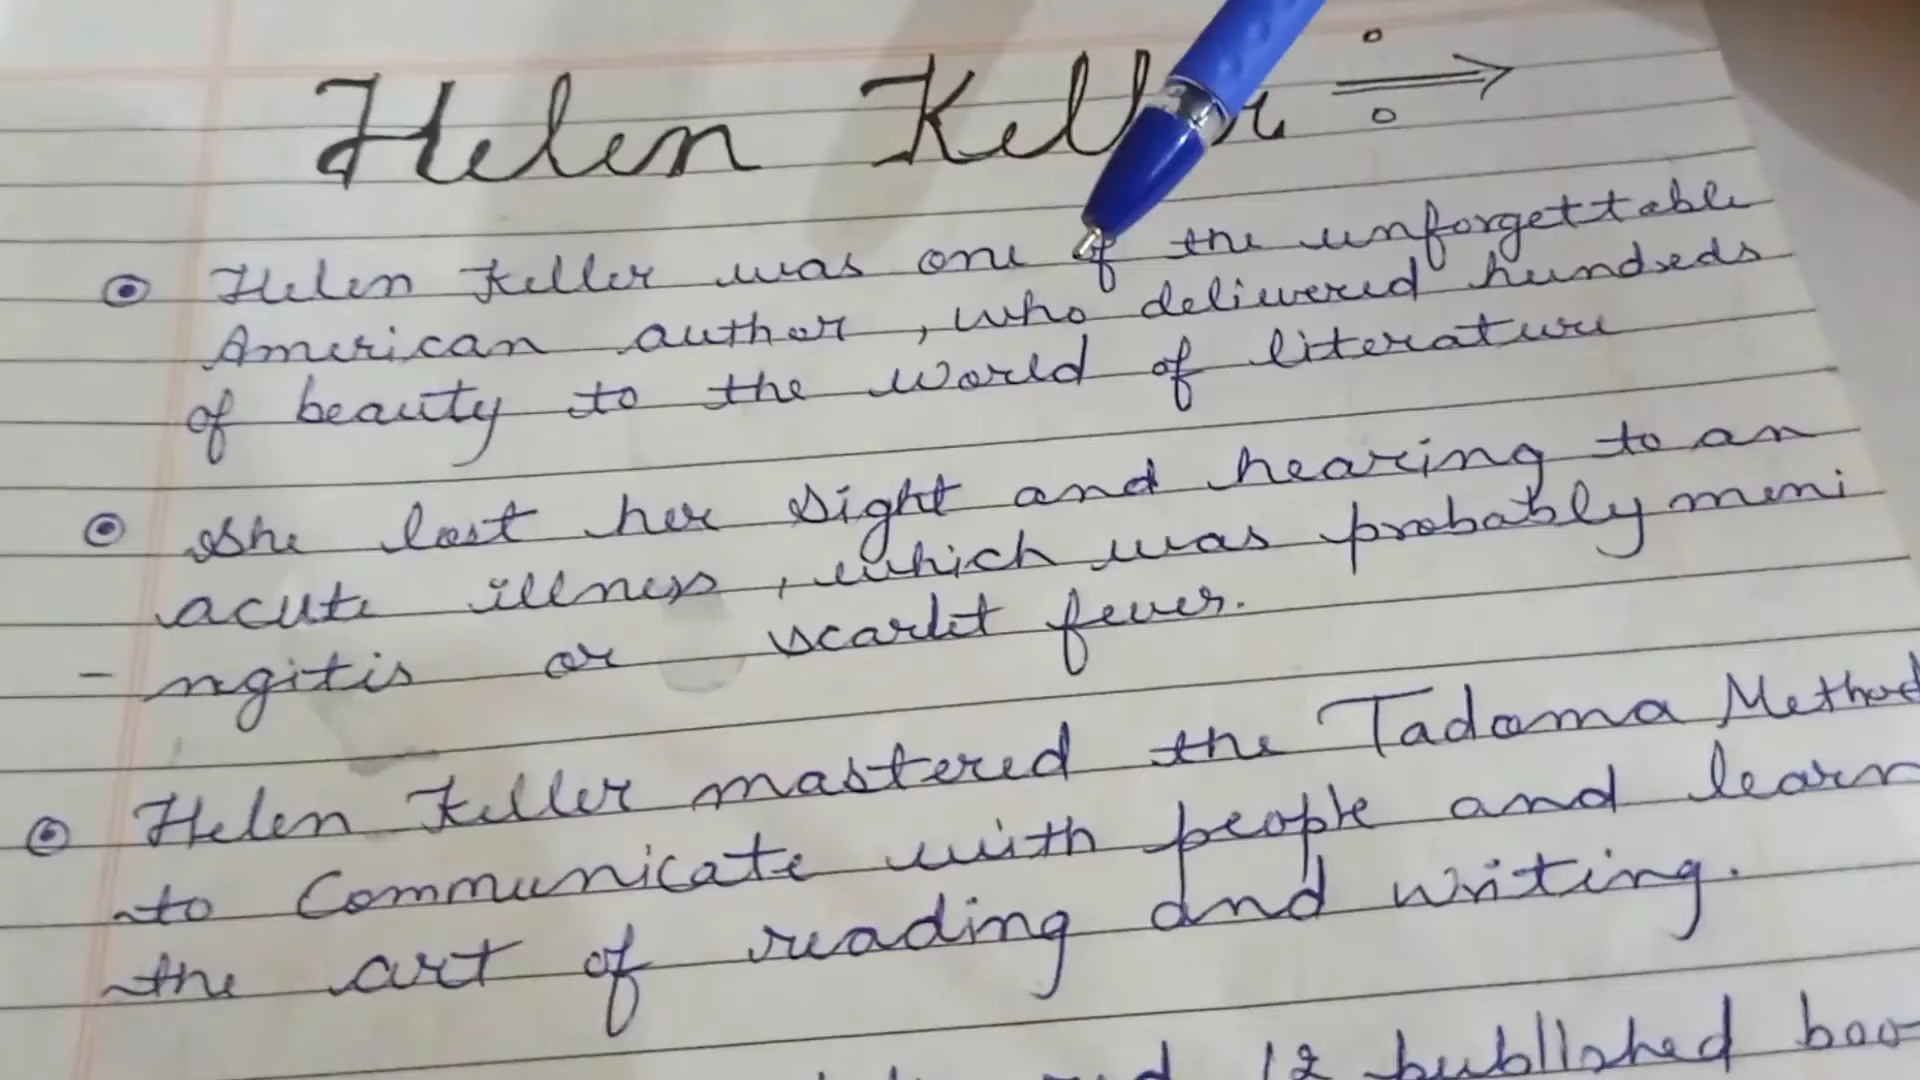 Helen Keller
Helen Keller was one of the unforgettable
American author, who delivered hundreds
of beauty to the world of literature
She lost her sight and hearing to an
acute illness, which was probably meni
- ngitis or scarlet fever.
Helen Keller mastered the Tadoma Method
to Communicate with people and learn
the art of reading and writing.
12 published boo